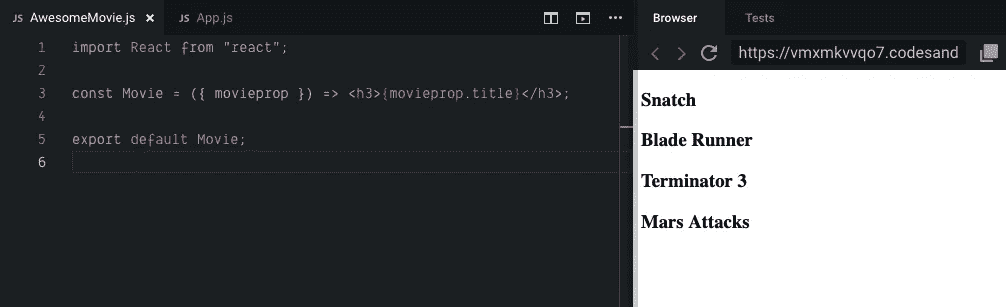 JS AwesomeMovie.js × JS App.js ...
Browser Tests
https://vmxmkvvqo7.codesand
1 import React from "react";
2
3 const Movie = ({ movieprop }) => <h3>{movieprop.title}</h3>;
4
5 export default Movie;
6
Snatch
Blade Runner
Terminator 3
Mars Attacks